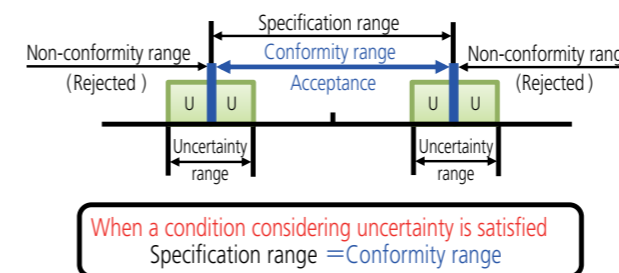 Specification range
Non-conformity range
Conformity range
Non-conformity rang
(Rejected )
Acceptance
(Rejected)
U U
U U
Uncertainty
range
Uncertainty
range
When a condition considering uncertainty is satisfied
Specification range =Conformity range